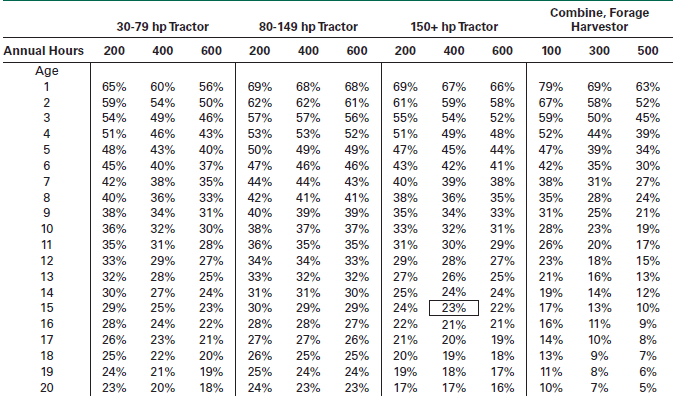 30-79 hp Tractor 80-149 hp Tractor 150+ hp Tractor Combine, Forage Harvestor
Annual Hours 200 400 600 200 400 600 200 400 600 100 300 500
Age
1 65% 60% 56% 69% 68% 68% 69% 67% 66% 79% 69% 63%
2 59% 54% 50% 62% 62% 61% 61% 59% 58% 67% 58% 52%
3 54% 49% 46% 57% 57% 56% 55% 54% 52% 59% 50% 45%
4 51% 46% 43% 53% 53% 52% 51% 49% 48% 52% 44% 39%
5 48% 43% 40% 50% 49% 49% 47% 45% 44% 47% 39% 34%
6 45% 40% 37% 47% 46% 46% 43% 42% 41% 42% 35% 30%
7 42% 38% 35% 44% 44% 43% 40% 39% 38% 38% 31% 27%
8 40% 36% 33% 42% 41% 41% 38% 36% 35% 35% 28% 24%
9 38% 34% 31% 40% 39% 39% 35% 34% 33% 31% 25% 21%
10 36% 32% 30% 38% 37% 37% 33% 32% 31% 28% 23% 19%
11 35% 31% 28% 36% 35% 35% 31% 30% 29% 26% 20% 17%
12 33% 29% 27% 34% 34% 33% 29% 28% 27% 23% 18% 15%
13 32% 28% 25% 33% 32% 32% 27% 26% 25% 21% 16% 13%
14 30% 27% 24% 31% 31% 30% 25% 24% 24% 19% 14% 12%
15 29% 25% 23% 30% 29% 29% 24% 23% 22% 17% 13% 10%
16 28% 24% 22% 28% 28% 27% 22% 21% 21% 16% 11% 9%
17 26% 23% 21% 27% 27% 26% 21% 20% 19% 14% 10% 8%
18 25% 22% 20% 26% 25% 25% 20% 19% 18% 13% 9% 7%
19 24% 21% 19% 25% 24% 24% 19% 18% 17% 11% 8% 6%
20 23% 20% 18% 24% 23% 23% 17% 17% 16% 10% 7% 5%